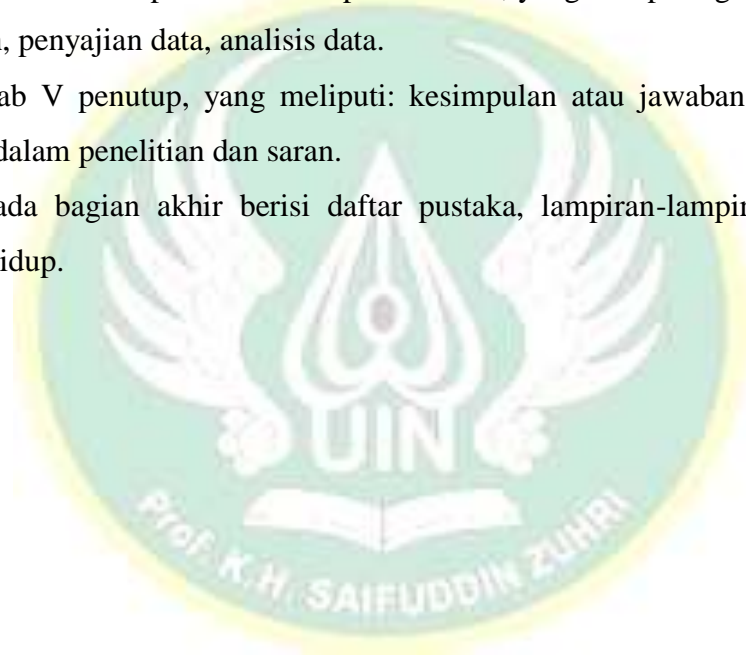 , penyajian data, analisis data.
ab V penutup, yang meliputi: kesimpulan atau jawaban
dalam penelitian dan saran.
ada bagian akhir berisi daftar pustaka, lampiran-lampir
idup.
UIN
Prof. K.H. SAIFUDDIN ZUHRI